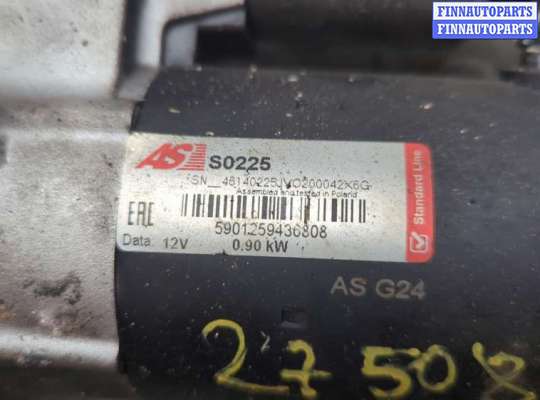 FINNAUTOPARTS
FINNAUTOPARTS
AS S0225
SN__46140225JVO200042X6G
Assembled and tested in Poland
EAC
5901259436808
Data: 12V 0.90 kW
Standard Line
AS G24
27508